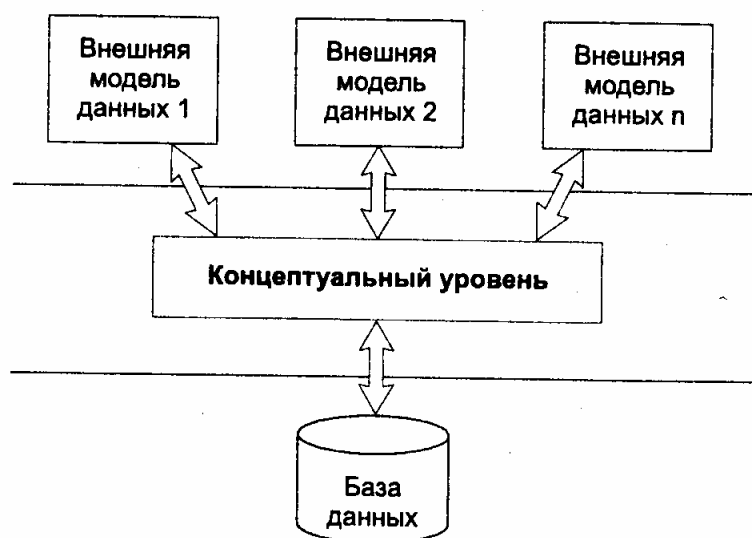 Внешняя
модель
данных 1
Внешняя
модель
данных 2
Внешняя
модель
данных n
Концептуальный уровень
База
данных